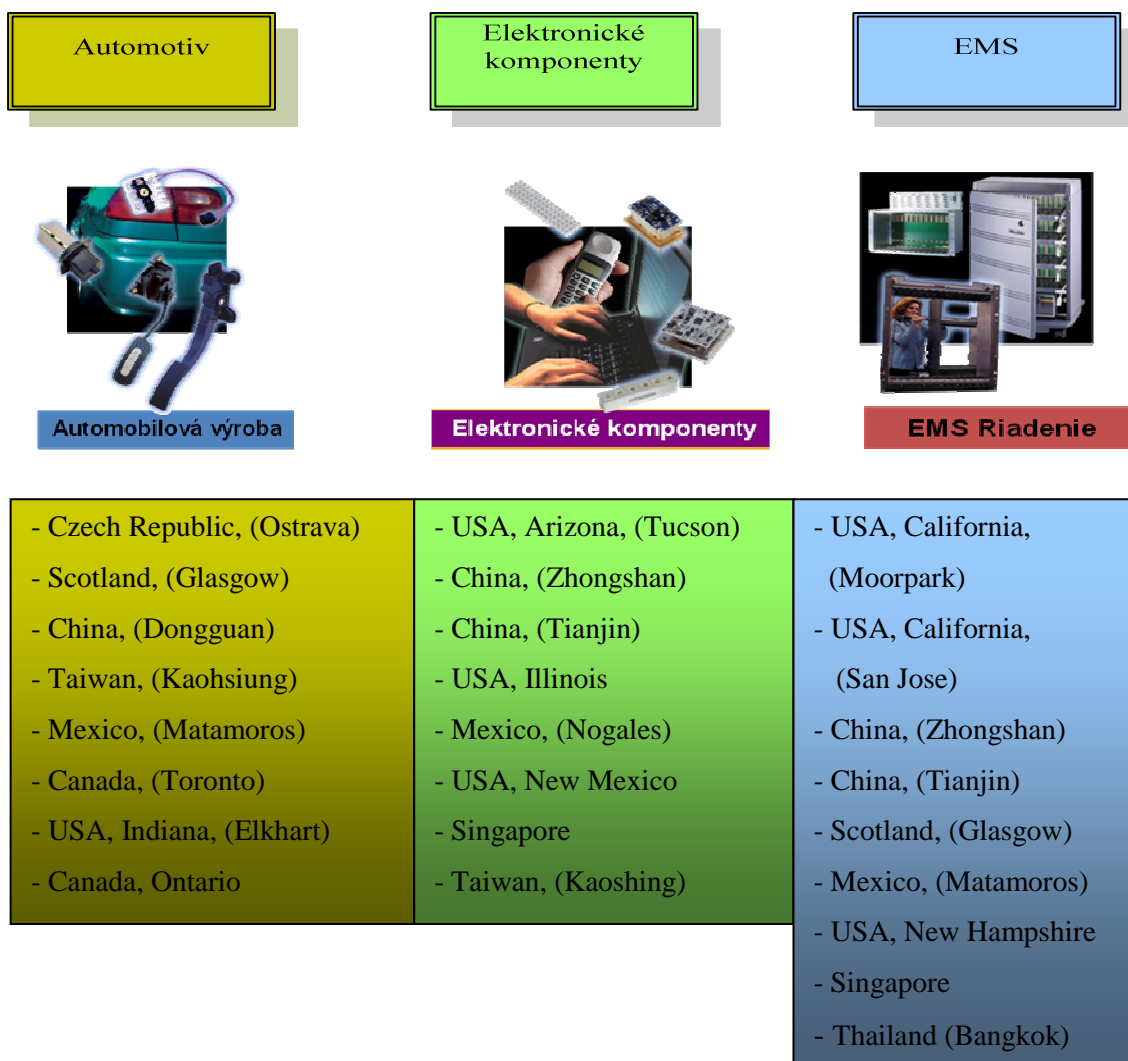 Automotiv
Elektronické
komponenty
EMS
Automobilová výroba
Elektronické komponenty
EMS Riadenie
- Czech Republic, (Ostrava)
- Scotland, (Glasgow)
- China, (Dongguan)
- Taiwan, (Kaohsiung)
- Mexico, (Matamoros)
- Canada, (Toronto)
- USA, Indiana, (Elkhart)
- Canada, Ontario
- USA, Arizona, (Tucson)
- China, (Zhongshan)
- China, (Tianjin)
- USA, Illinois
- Mexico, (Nogales)
- USA, New Mexico
- Singapore
- Taiwan, (Kaoshing)
- USA, California,
(Moorpark)
- USA, California,
(San Jose)
- China, (Zhongshan)
- China, (Tianjin)
- Scotland, (Glasgow)
- Mexico, (Matamoros)
- USA, New Hampshire
- Singapore
- Thailand (Bangkok)